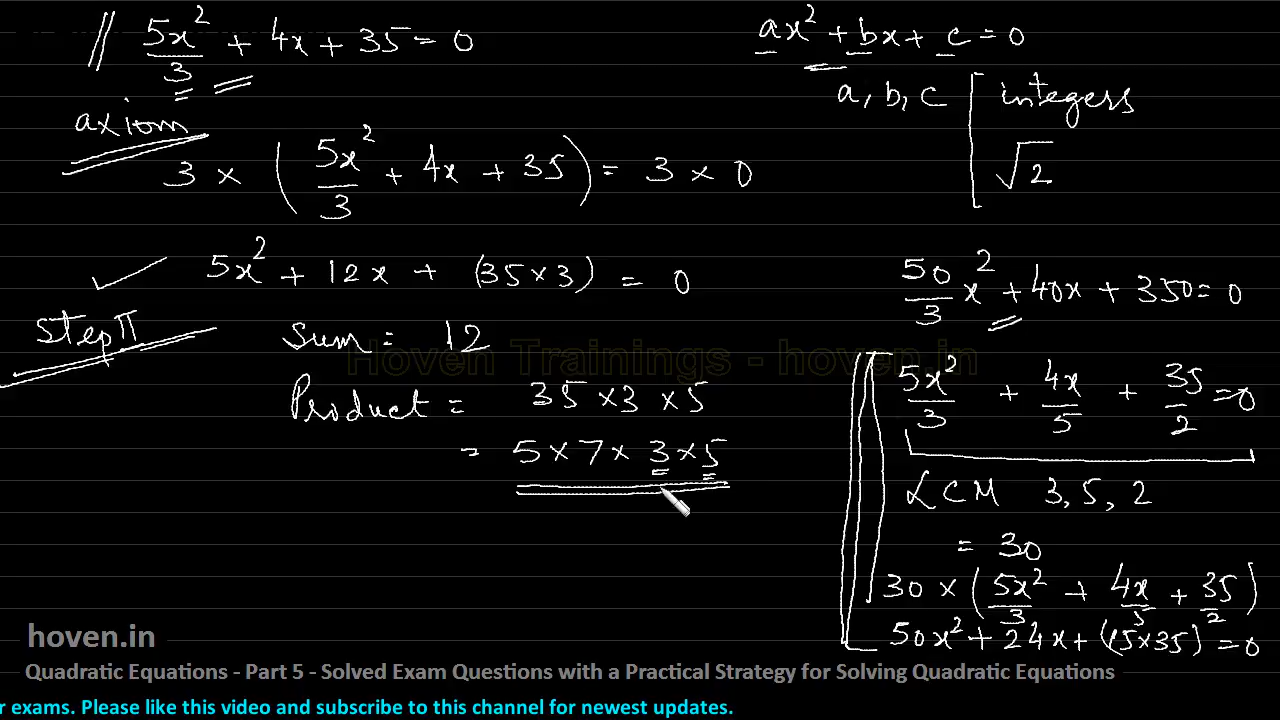 // 5x²/3 + 4x + 35 = 0
axiom
3 × ( 5x²/3 + 4x + 35 ) = 3 × 0
✓ 5x² + 12x + (35×3) = 0
Step II
Sum = 12
Product = 35 × 3 × 5
= 5 × 7 × 3 × 5
ax² + bx + c = 0
a, b, c [ integers
√2
50/3 x² + 40x + 350 = 0
5x²/3 + 4x/5 + 35/2 = 0
LCM 3, 5, 2
= 30
30 × ( 5x²/3 + 4x/5 + 35/2 )
50x² + 24x + (15×35) = 0
Hoven Trainings - hoven.in
hoven.in
Quadratic Equations - Part 5 - Solved Exam Questions with a Practical Strategy for Solving Quadratic Equations
r exams. Please like this video and subscribe to this channel for newest updates.